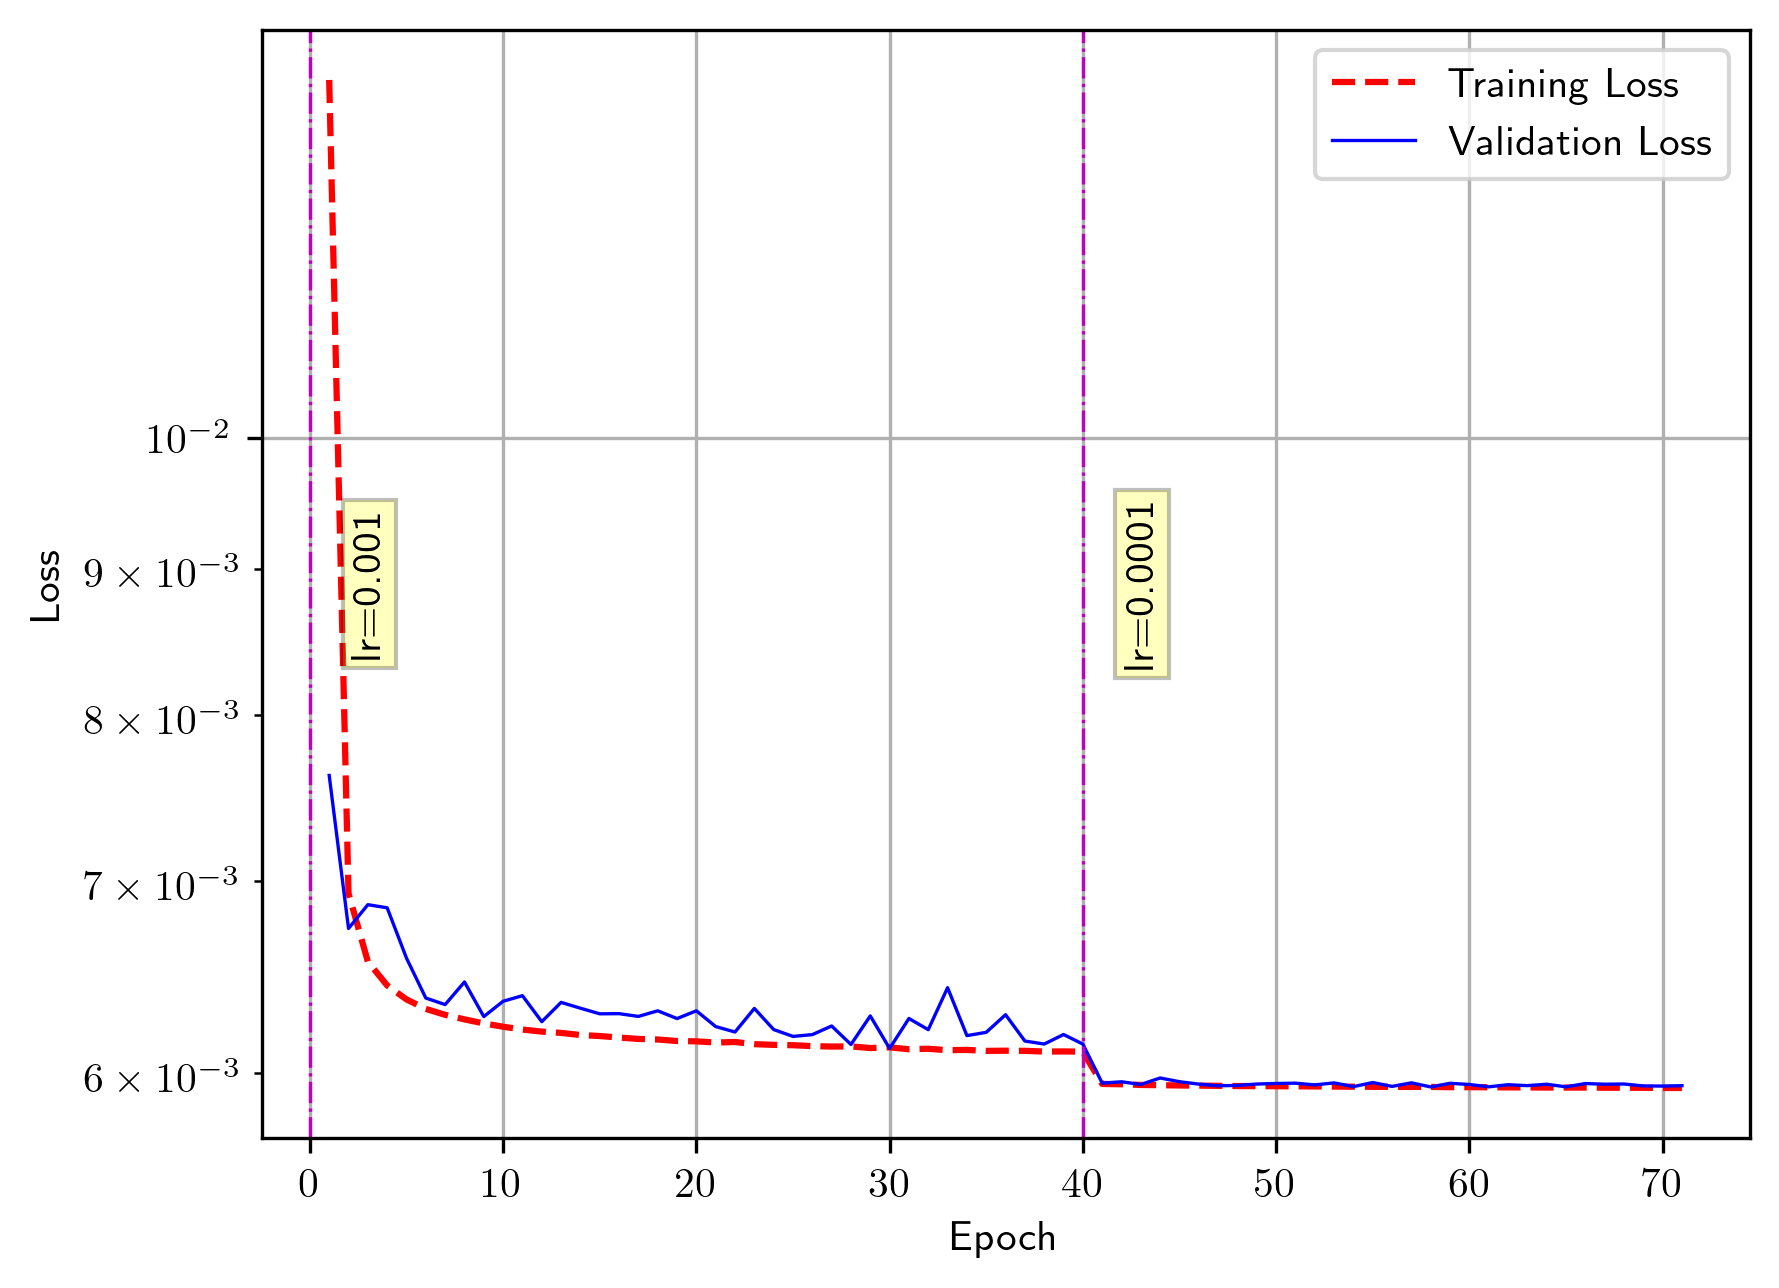 Training Loss
Validation Loss
10⁻²
9 × 10⁻³
8 × 10⁻³
7 × 10⁻³
6 × 10⁻³
Loss
lr=0.001
lr=0.0001
0 10 20 30 40 50 60 70
Epoch